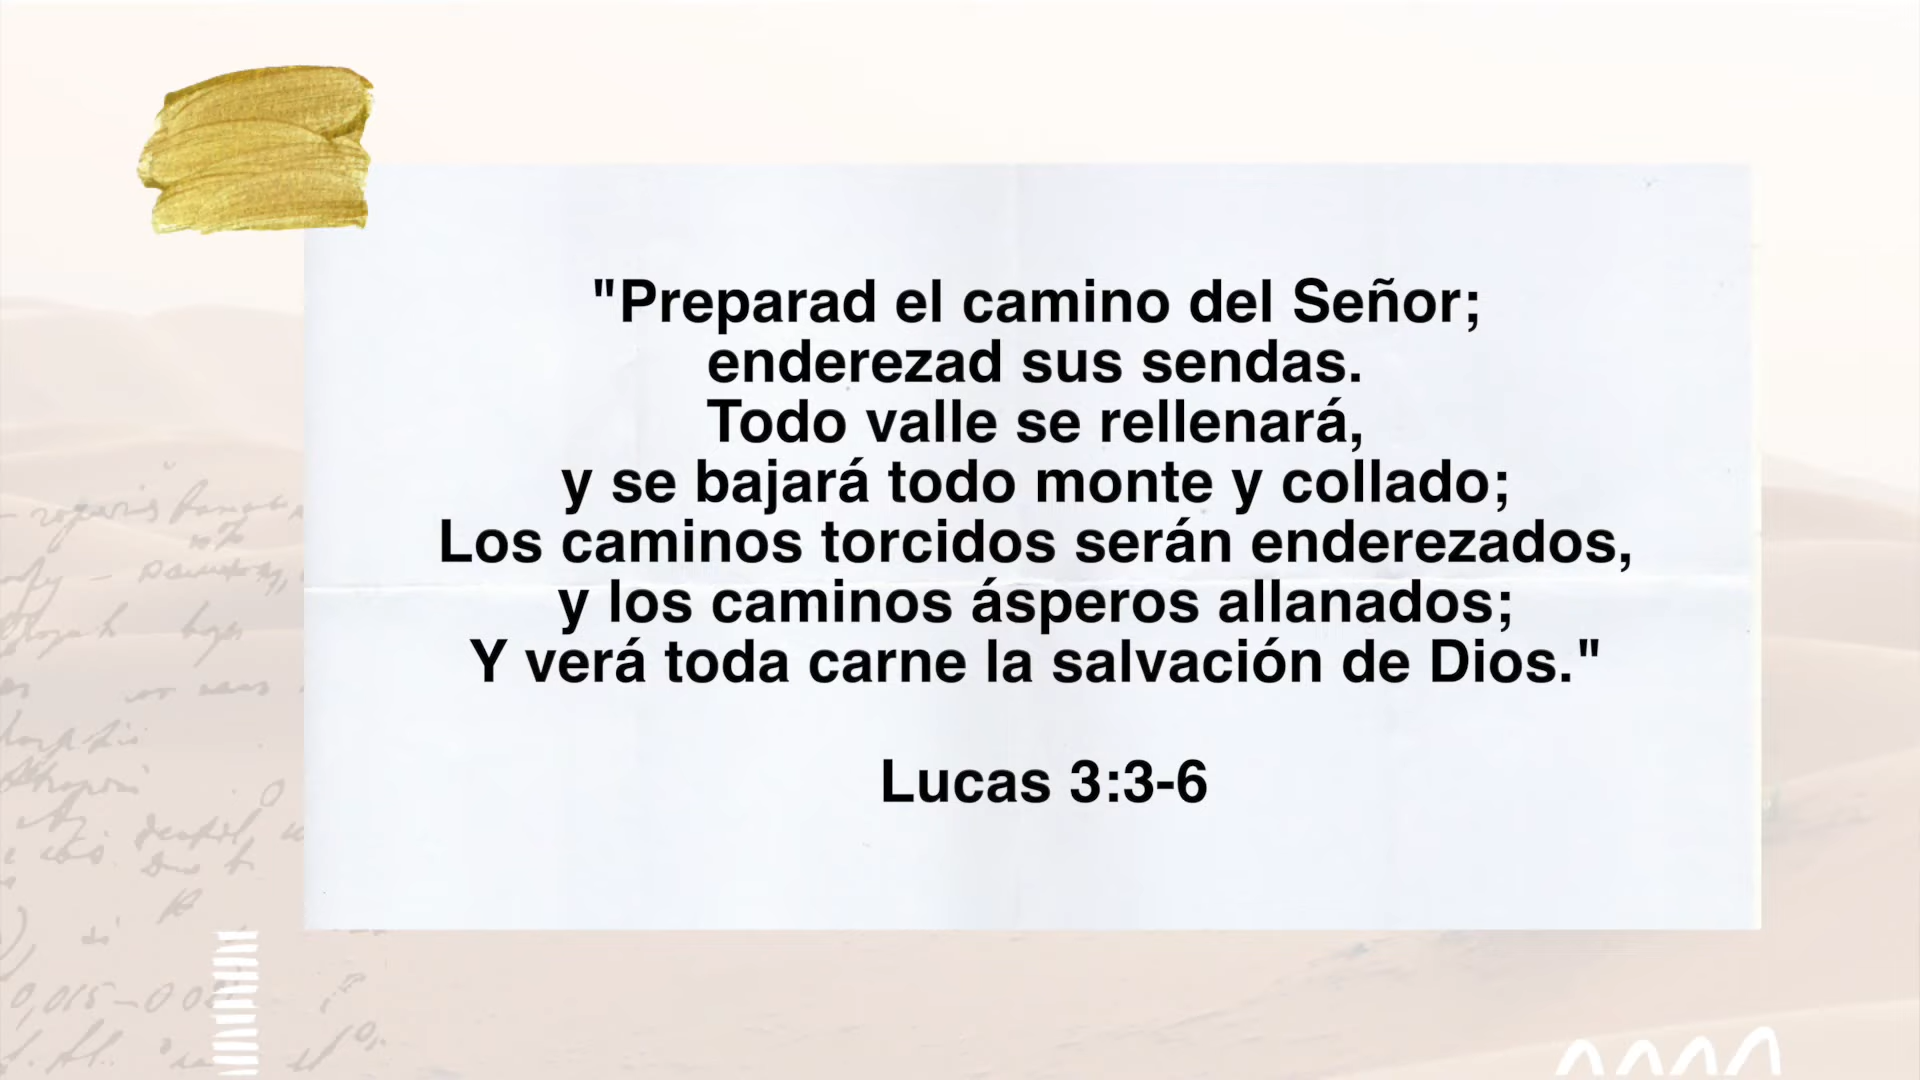 "Preparad el camino del Señor;
enderezad sus sendas.
Todo valle se rellenará,
y se bajará todo monte y collado;
Los caminos torcidos serán enderezados,
y los caminos ásperos allanados;
Y verá toda carne la salvación de Dios."
Lucas 3:3-6